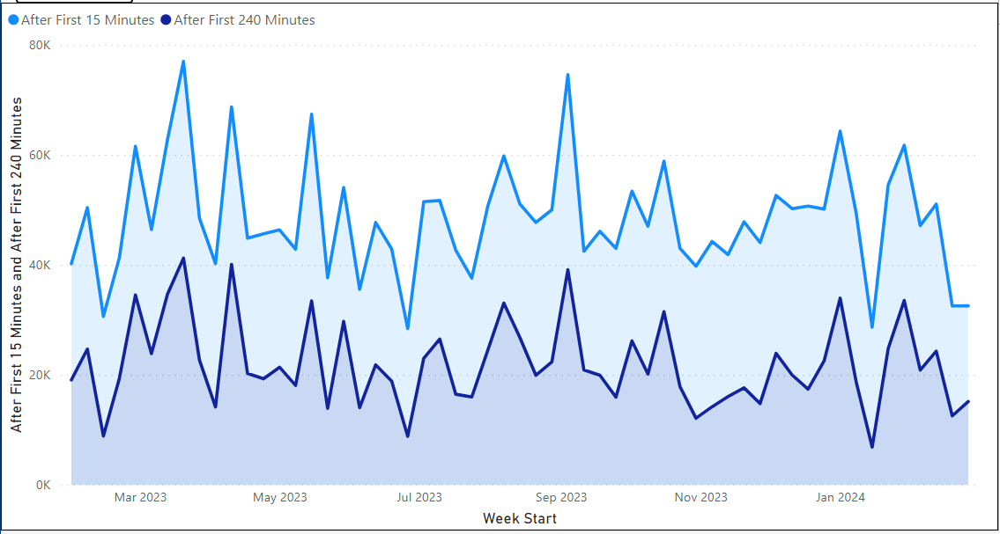 After First 15 Minutes After First 240 Minutes
80K
60K
40K
20K
0K
After First 15 Minutes and After First 240 Minutes
Mar 2023 May 2023 Jul 2023 Sep 2023 Nov 2023 Jan 2024
Week Start